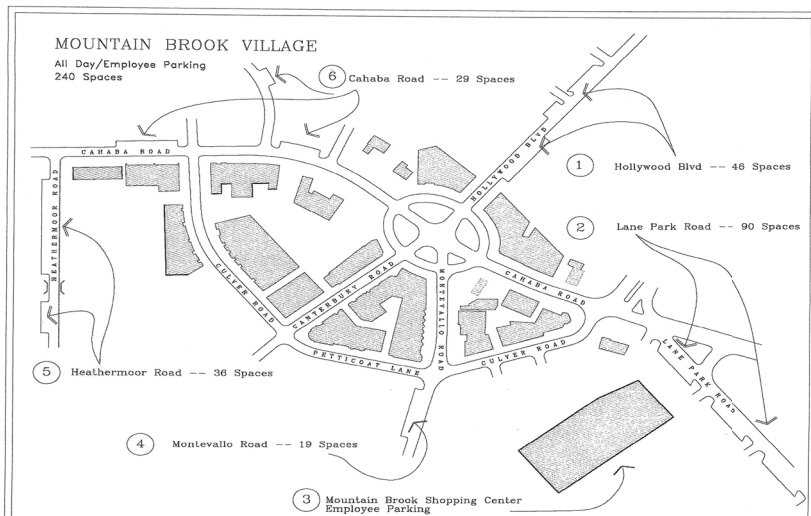 MOUNTAIN BROOK VILLAGE
All Day/Employee Parking
240 Spaces
6 Cahaba Road -- 29 Spaces
CAHABA ROAD
HOLLYWOOD BLVD
1 Hollywood Blvd -- 46 Spaces
HEATHERMOOR ROAD
2 Lane Park Road -- 90 Spaces
CULVER ROAD
CANTERBURY ROAD
MONTEVALLO ROAD
CAHABA ROAD
PETTICOAT LANE
CULVER ROAD
LANE PARK ROAD
5 Heathermoor Road -- 36 Spaces
4 Montevallo Road -- 19 Spaces
3 Mountain Brook Shopping Center
Employee Parking